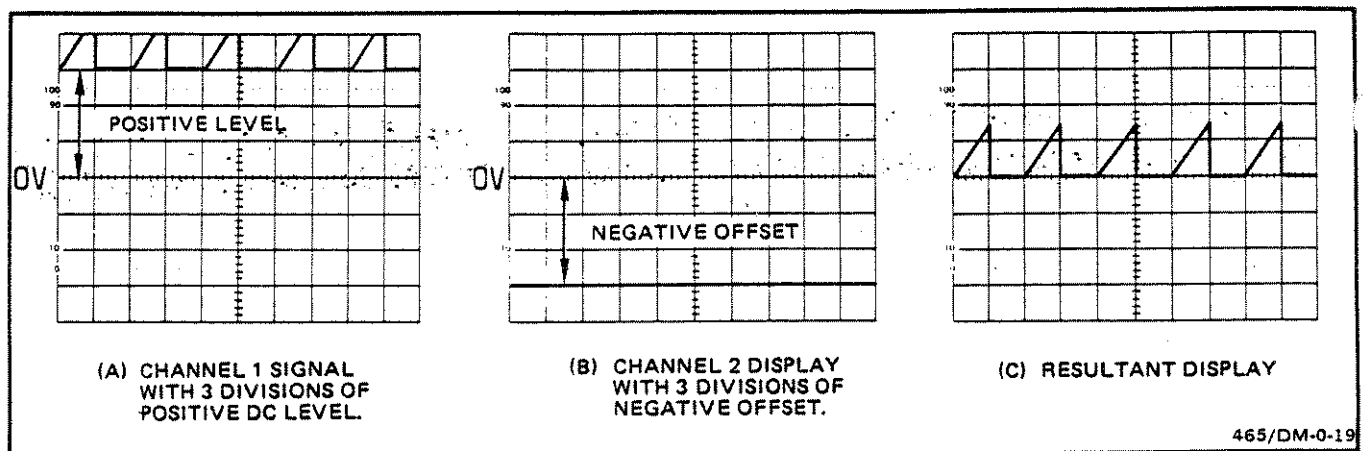 100
90
POSITIVE LEVEL
0V
10
0
(A) CHANNEL 1 SIGNAL
WITH 3 DIVISIONS OF
POSITIVE DC LEVEL.
100
90
0V
NEGATIVE OFFSET
10
0
(B) CHANNEL 2 DISPLAY
WITH 3 DIVISIONS OF
NEGATIVE OFFSET.
100
90
10
0
(C) RESULTANT DISPLAY
465/DM-0-19